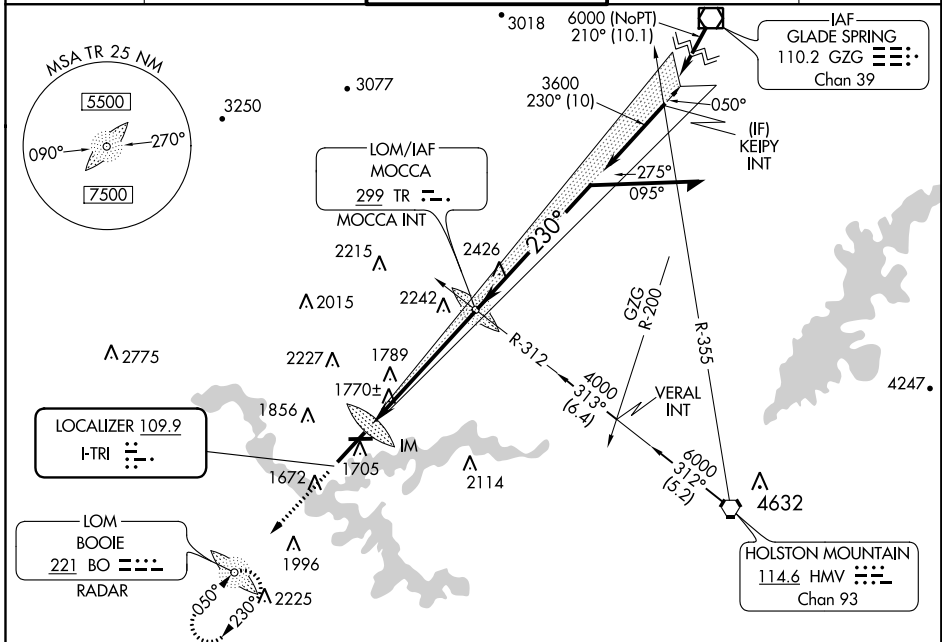 3018
6000 (NoPT)
210° (10.1)
IAF
GLADE SPRING
110.2 GZG
Chan 39
MSA TR 25 NM
5500
090°
270°
7500
3250
3077
3600
230° (10)
050°
(IF)
KEIPY
INT
LOM/IAF
MOCCA
299 TR
MOCCA INT
275°
095°
230°
2215
2426
2015
2242
GZG
R-200
R-355
R-312
2775
2227
1789
4000
313°
(6.4)
VERAL
INT
4247
1770±
1856
LOCALIZER 109.9
I-TRI
IM
1705
1672
2114
6000
312°
(5.2)
4632
LOM
BOOIE
221 BO
RADAR
1996
2225
050°
230°
HOLSTON MOUNTAIN
114.6 HMV
Chan 93